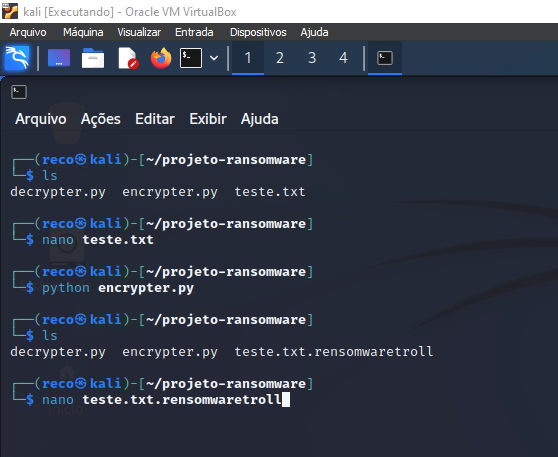 kali [Executando] - Oracle VM VirtualBox
Arquivo Máquina Visualizar Entrada Dispositivos Ajuda
1 2 3 4
Arquivo Ações Editar Exibir Ajuda
┌──(reco㉿kali)-[~/projeto-ransomware]
└─$ ls
decrypter.py encrypter.py teste.txt
┌──(reco㉿kali)-[~/projeto-ransomware]
└─$ nano teste.txt
┌──(reco㉿kali)-[~/projeto-ransomware]
└─$ python encrypter.py
┌──(reco㉿kali)-[~/projeto-ransomware]
└─$ ls
decrypter.py encrypter.py teste.txt.rensomwaretroll
┌──(reco㉿kali)-[~/projeto-ransomware]
└─$ nano teste.txt.rensomwaretroll